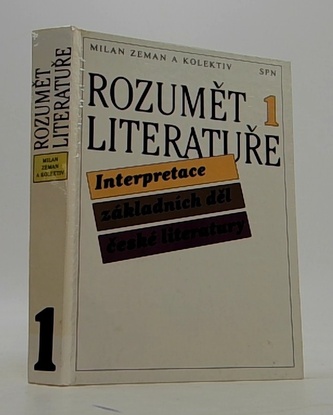 MILAN ZEMAN A KOLEKTIV SPN
ROZUMĚT 1
LITERATUŘE
Interpretace
základních děl
české literatury
ROZUMĚT
LITERATUŘE
MILAN
ZEMAN
A KOLEKTIV
1